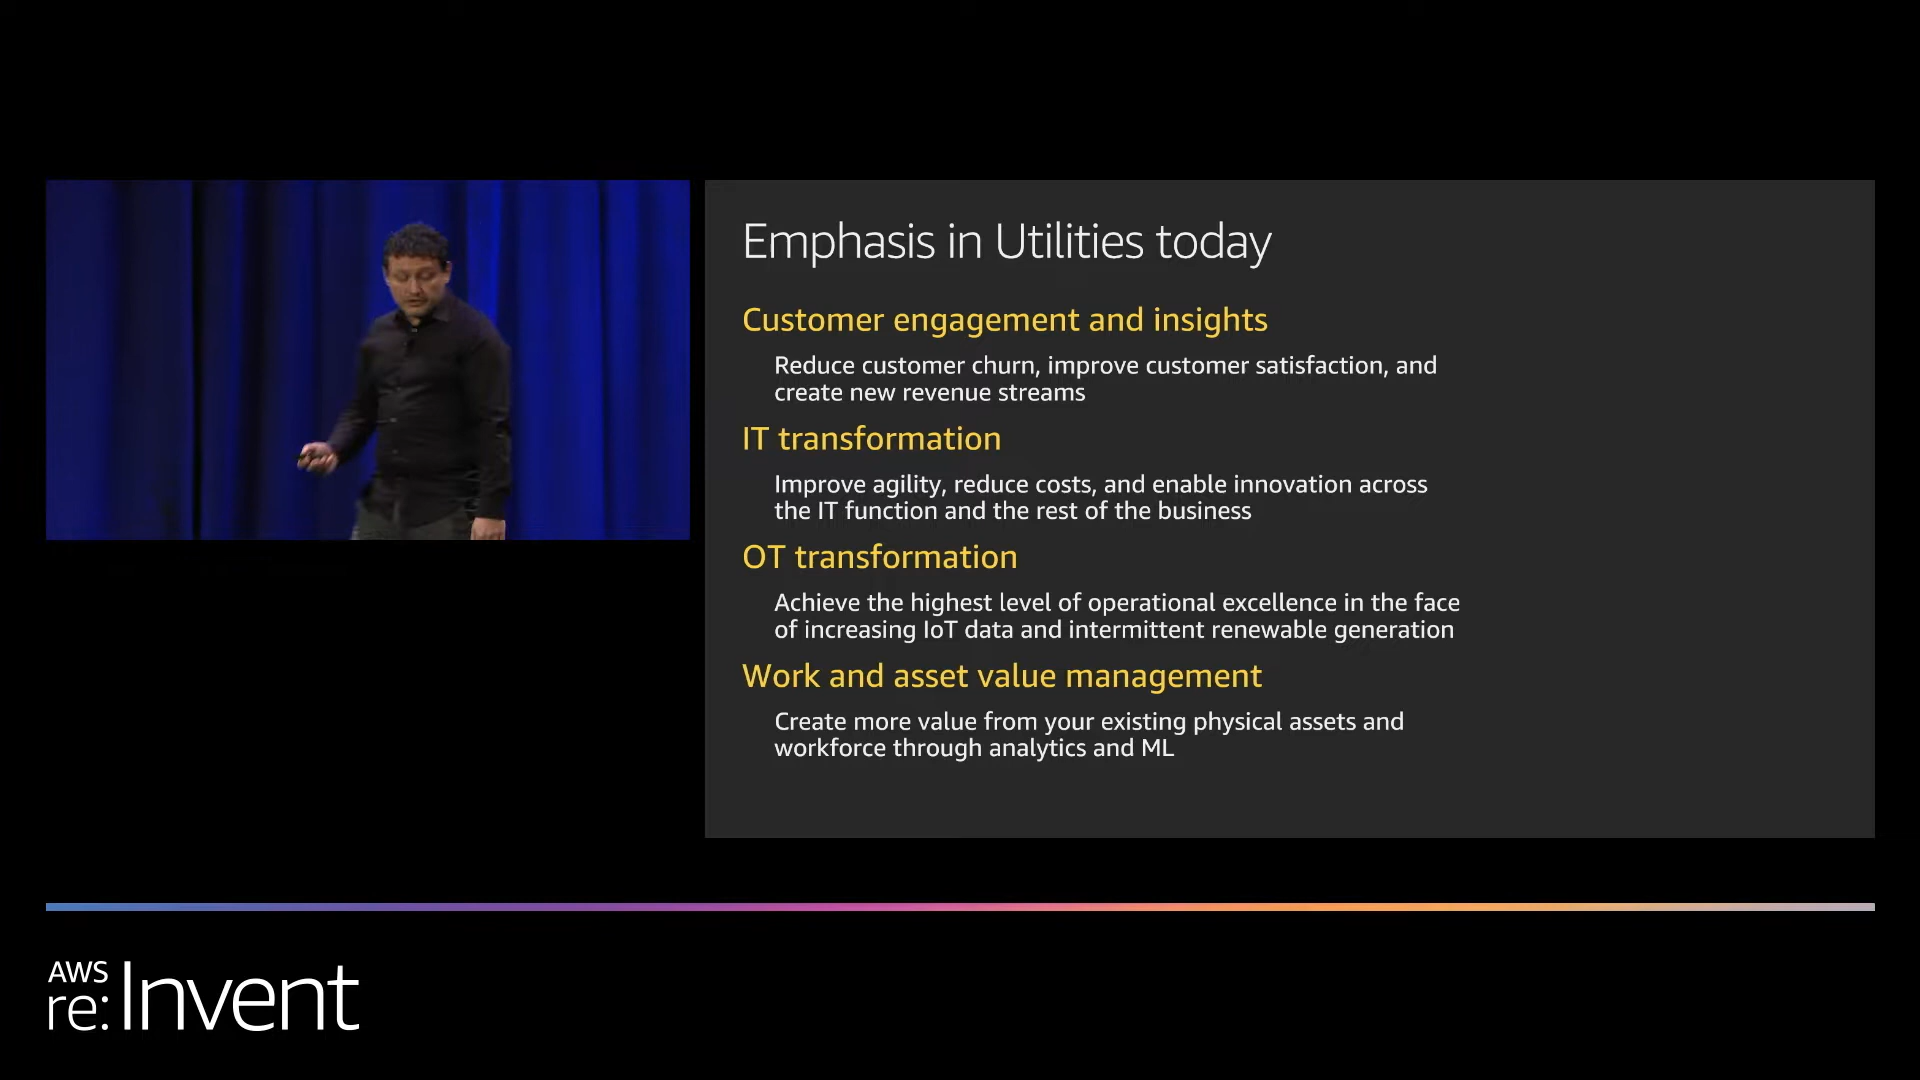 Emphasis in Utilities today
Customer engagement and insights
Reduce customer churn, improve customer satisfaction, and
create new revenue streams
IT transformation
Improve agility, reduce costs, and enable innovation across
the IT function and the rest of the business
OT transformation
Achieve the highest level of operational excellence in the face
of increasing IoT data and intermittent renewable generation
Work and asset value management
Create more value from your existing physical assets and
workforce through analytics and ML
AWS
re:Invent